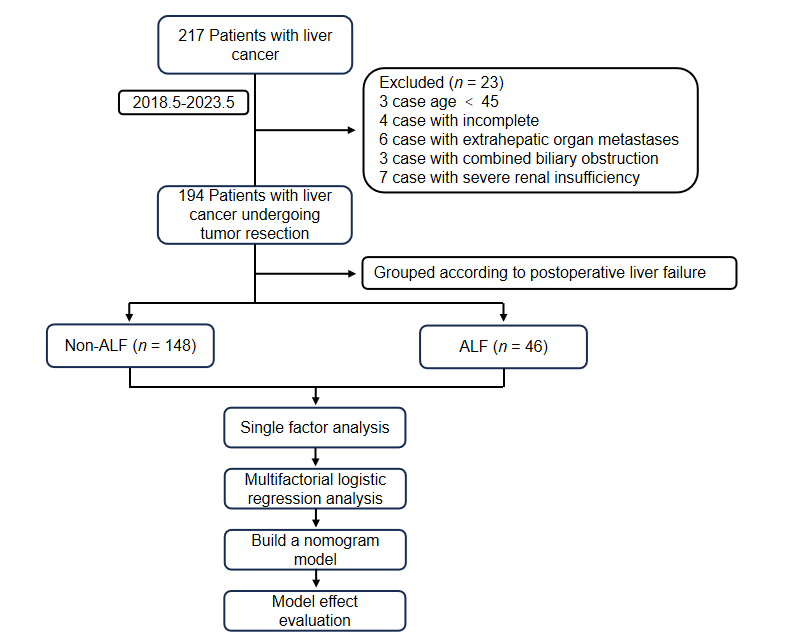 217 Patients with liver
cancer
2018.5-2023.5
Excluded (n = 23)
3 case age < 45
4 case with incomplete
6 case with extrahepatic organ metastases
3 case with combined biliary obstruction
7 case with severe renal insufficiency
194 Patients with liver
cancer undergoing
tumor resection
Grouped according to postoperative liver failure
Non-ALF (n = 148)
ALF (n = 46)
Single factor analysis
Multifactorial logistic
regression analysis
Build a nomogram
model
Model effect
evaluation